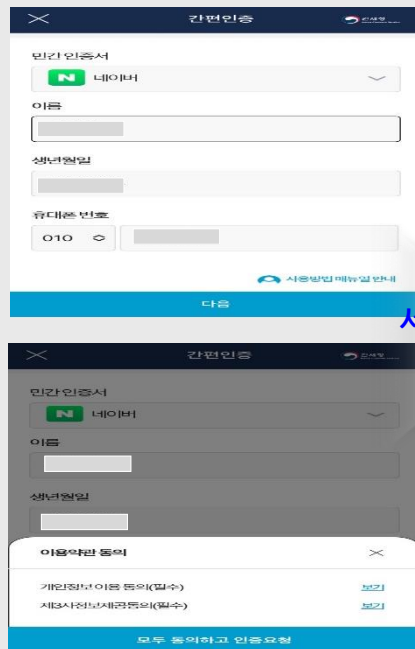 간편인증
민간 인증서
N 네이버
이름
생년월일
휴대폰 번호
010
사용방법 메뉴얼 안내
다음
간편인증
민간 인증서
N 네이버
이름
생년월일
이용약관 동의
개인정보이용 동의(필수) 보기
제3자정보제공동의(필수) 보기
모두 동의하고 인증요청